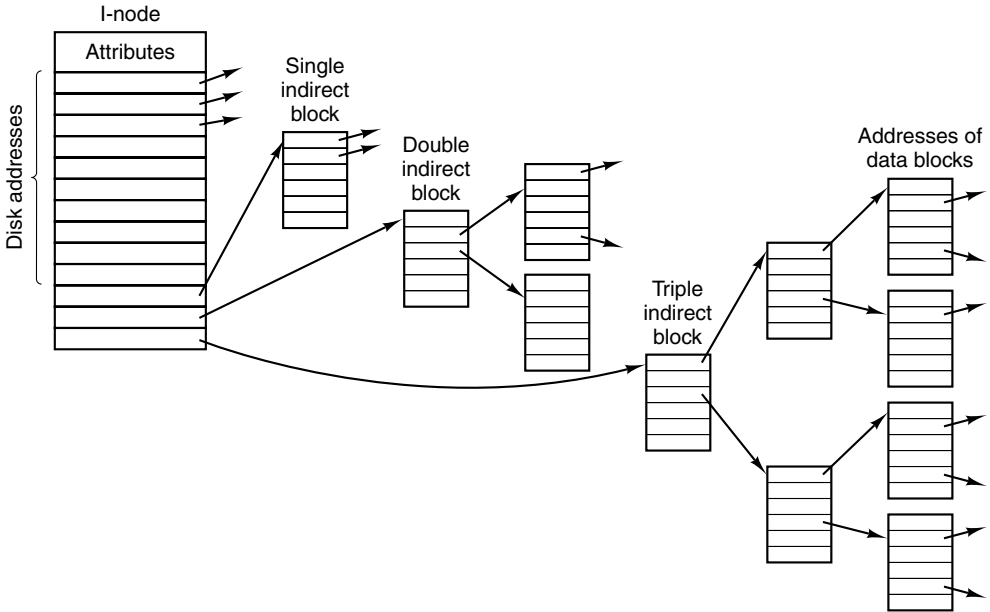 I-node
Attributes
Disk addresses
Single
indirect
block
Double
indirect
block
Triple
indirect
block
Addresses of
data blocks